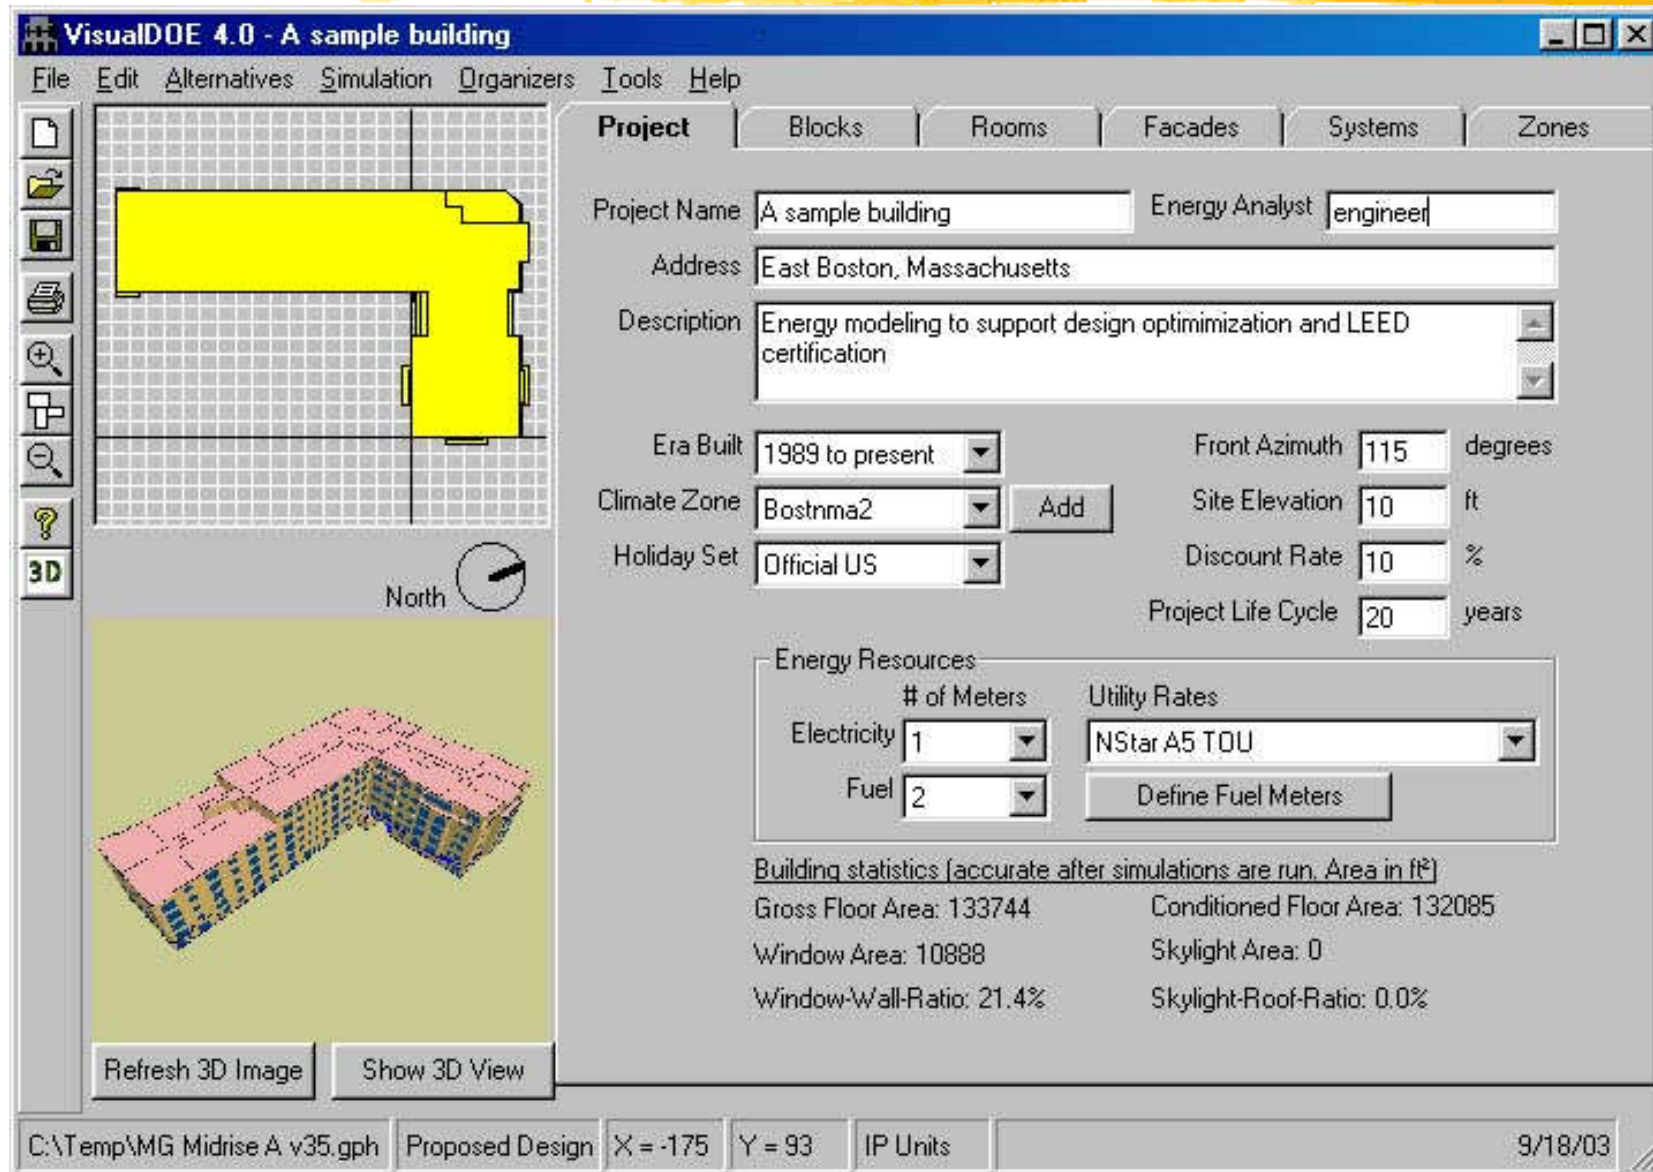 VisualDOE 4.0 - A sample building
File Edit Alternatives Simulation Organizers Tools Help
Project Blocks Rooms Facades Systems Zones
Project Name A sample building Energy Analyst engineer
Address East Boston, Massachusetts
Description Energy modeling to support design optimimization and LEED
certification
Era Built 1989 to present Front Azimuth 115 degrees
Climate Zone Bostnma2 Add Site Elevation 10 ft
Holiday Set Official US Discount Rate 10 %
Project Life Cycle 20 years
3D
North
Energy Resources
# of Meters Utility Rates
Electricity 1 NStar A5 TOU
Fuel 2 Define Fuel Meters
Building statistics (accurate after simulations are run. Area in ft²)
Gross Floor Area: 133744 Conditioned Floor Area: 132085
Window Area: 10888 Skylight Area: 0
Window-Wall-Ratio: 21.4% Skylight-Roof-Ratio: 0.0%
Refresh 3D Image Show 3D View
C:\Temp\MG Midrise A v35.gph Proposed Design X = -175 Y = 93 IP Units 9/18/03